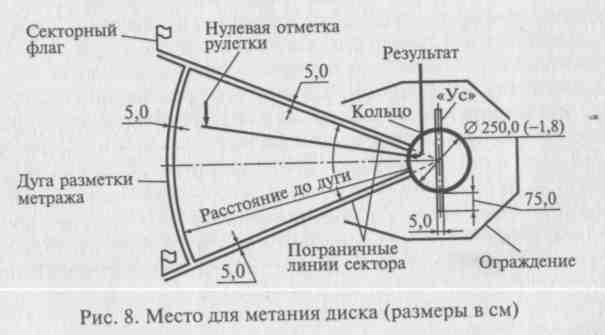 Секторный
флаг
Нулевая отметка
рулетки
Результат
5,0
5,0
«Ус»
Кольцо
∅ 250,0 (–1,8)
Дуга разметки
метража
Расстояние до дуги
75,0
5,0
5,0
Пограничные
линии сектора
Ограждение
Рис. 8. Место для метания диска (размеры в см)